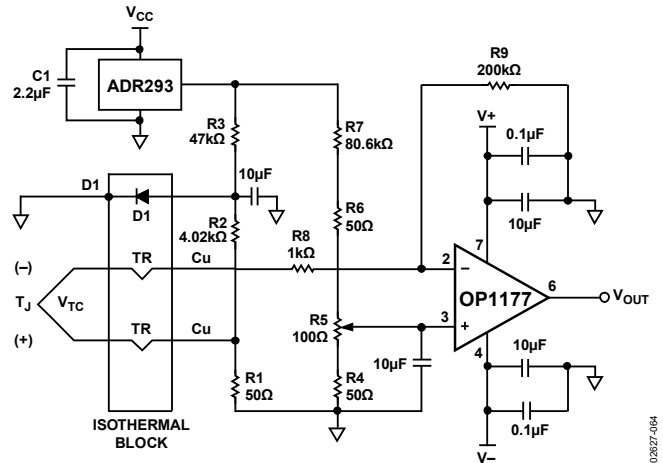 VCC
C1
2.2µF
ADR293
R3
47kΩ
R7
80.6kΩ
R9
200kΩ
V+
0.1µF
10µF
D1
D1
10µF
R2
4.02kΩ
R6
50Ω
R8
1kΩ
(–)
TR
Cu
TJ
VTC
(+)
TR
Cu
R5
100Ω
2
–
7
OP1177
6
VOUT
3
+
4
10µF
10µF
0.1µF
R1
50Ω
R4
50Ω
ISOTHERMAL
BLOCK
V–
02627-064